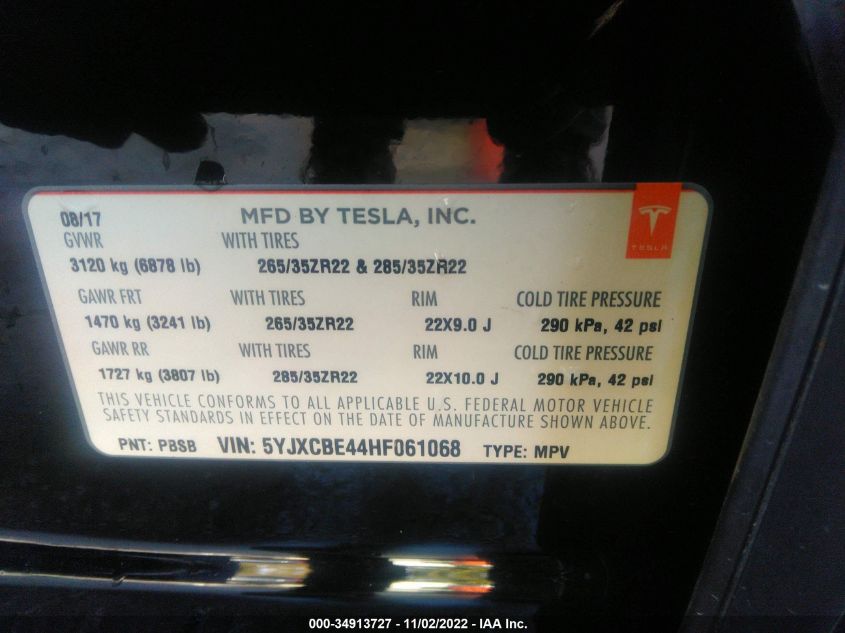 08/17 MFD BY TESLA, INC.
TESLA
GVWR WITH TIRES
3120 kg (6878 lb) 265/35ZR22 & 285/35ZR22
GAWR FRT WITH TIRES RIM COLD TIRE PRESSURE
1470 kg (3241 lb) 265/35ZR22 22X9.0 J 290 kPa, 42 psi
GAWR RR WITH TIRES RIM COLD TIRE PRESSURE
1727 kg (3807 lb) 285/35ZR22 22X10.0 J 290 kPa, 42 psi
THIS VEHICLE CONFORMS TO ALL APPLICABLE U.S. FEDERAL MOTOR VEHICLE
SAFETY STANDARDS IN EFFECT ON THE DATE OF MANUFACTURE SHOWN ABOVE.
PNT: PBSB VIN: 5YJXCBE44HF061068 TYPE: MPV
000-34913727 - 11/02/2022 - IAA Inc.